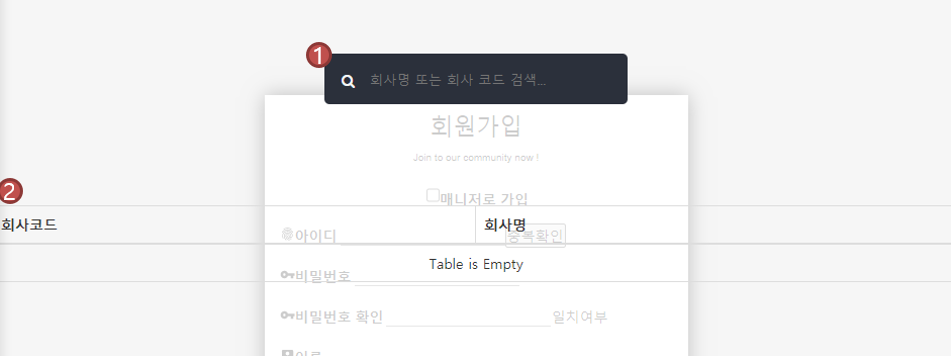 1
회사명 또는 회사 코드 검색...
회원가입
Join to our community now !
매니저로 가입
2
회사코드 회사명
아이디 중복확인
Table is Empty
비밀번호
비밀번호 확인 일치여부
이름